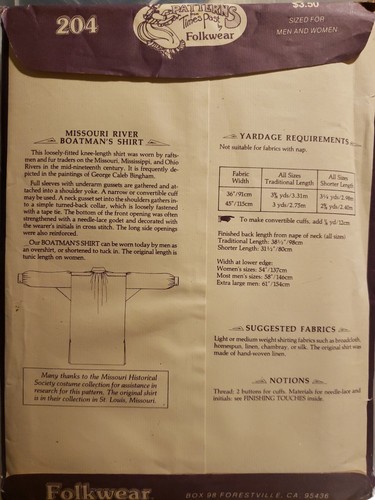 204
PATTERNS
Time's Past
by
Folkwear
$3.50
SIZED FOR
MEN AND WOMEN
MISSOURI RIVER
BOATMAN'S SHIRT
This loosely-fitted knee-length shirt was worn by rafts-
men and fur traders on the Missouri, Mississippi, and Ohio
Rivers in the mid-nineteenth century. It is frequently de-
picted in the paintings of George Caleb Bingham.
Full sleeves with underarm gussets are gathered and at-
tached into a shoulder yoke. A narrow or convertible cuff
may be used. A neck gusset set into the shoulders gathers in-
to a simple turned-back collar, which is loosely fastened
with a tape tie. The bottom of the front opening was often
strengthened with a needle-lace godet and decorated with
the wearer's initials in cross stitch. The long side openings
were also reinforced.
Our BOATMAN'S SHIRT can be worn today by men as
an overshirt, or shortened to tuck in. The original length is
tunic length on women.
Many thanks to the Missouri Historical
Society costume collection for assistance in
research for this pattern. The original shirt
is in their collection in St. Louis, Missouri.
YARDAGE REQUIREMENTS
Not suitable for fabrics with nap.
Fabric Width All Sizes Traditional Length All Sizes Shorter Length
36"/91cm yds/3.31m 3¼ yds/2.98m
45"/115cm 3 yds/2.75m yds/2.40m
To make convertible cuffs, add yd/12cm
Finished back length from nape of neck (all sizes)
Traditional Length: 38½"/98cm
Shorter Length: 31½"/80cm
Width at lower edge:
Women's sizes: 54"/137cm
Most men's sizes: 58"/146cm
Extra large men: 61"/154cm
SUGGESTED FABRICS
Light or medium weight shirting fabrics such as broadcloth,
homespun, linen, chambray, or silk. The original shirt was
made of hand-woven linen.
NOTIONS
Thread; 2 buttons for cuffs. Materials for needle-lace and
initials: see FINISHING TOUCHES inside.
Folkwear BOX 98 FORESTVILLE, CA. 95436